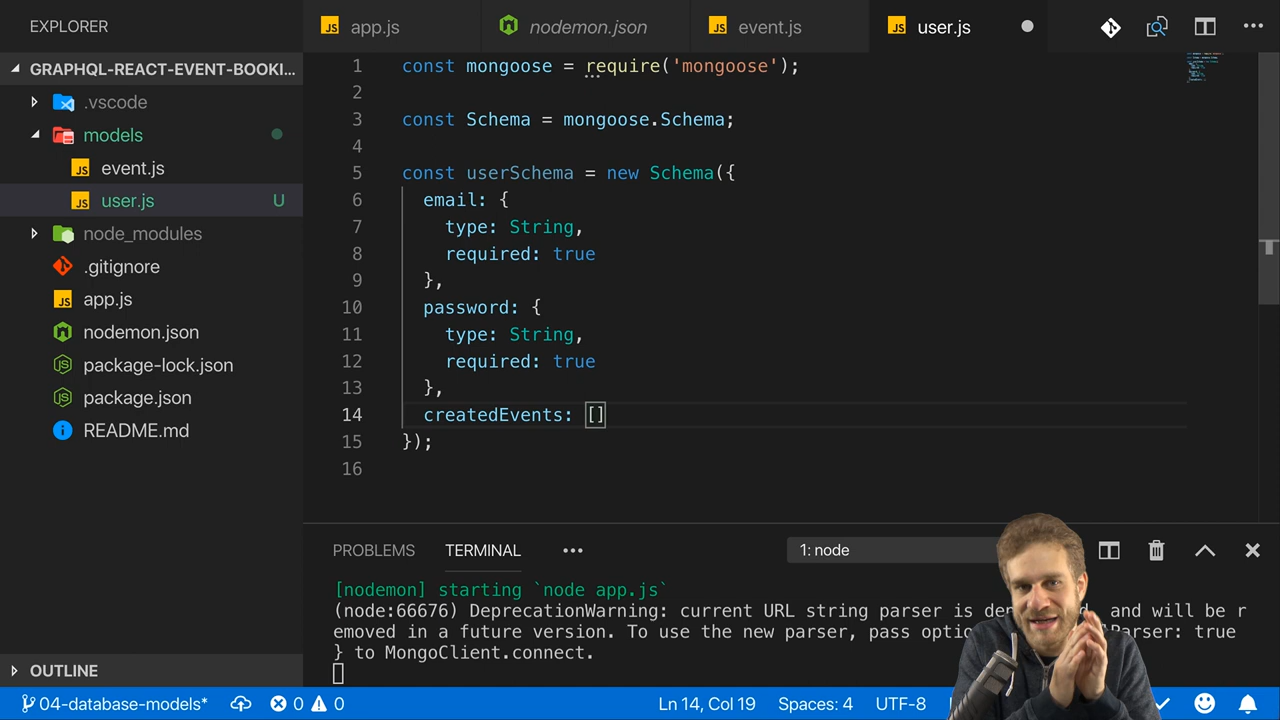 EXPLORER
app.js
nodemon.json
event.js
user.js
GRAPHQL-REACT-EVENT-BOOKI...
.vscode
models
event.js
user.js U
node_modules
.gitignore
app.js
nodemon.json
package-lock.json
package.json
README.md
OUTLINE
1 const mongoose = require('mongoose');
2
3 const Schema = mongoose.Schema;
4
5 const userSchema = new Schema({
6 email: {
7 type: String,
8 required: true
9 },
10 password: {
11 type: String,
12 required: true
13 },
14 createdEvents: []
15 });
16
PROBLEMS TERMINAL ••• 1: node
[nodemon] starting `node app.js`
(node:66676) DeprecationWarning: current URL string parser is dep , and will be r
emoved in a future version. To use the new parser, pass optio Parser: true
} to MongoClient.connect.
04-database-models* 0 0 Ln 14, Col 19 Spaces: 4 UTF-8